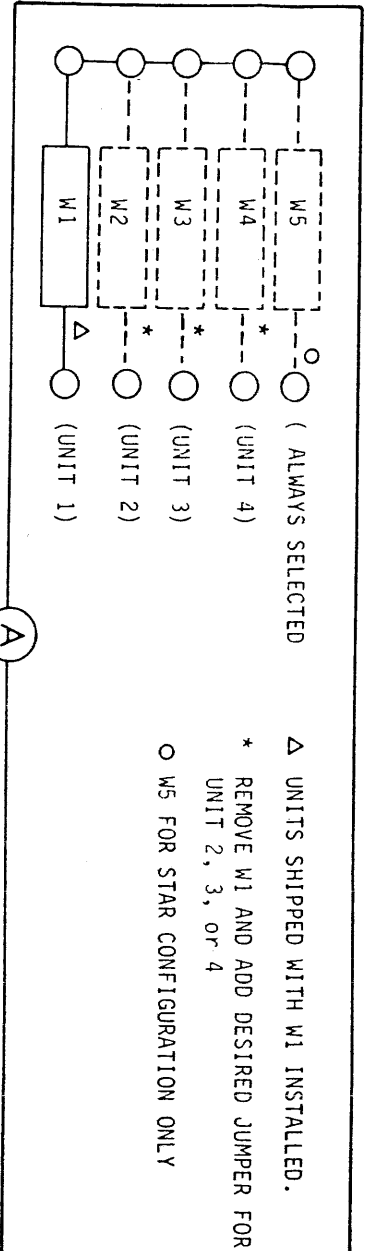 W5
( ALWAYS SELECTED
W4
*
(UNIT 4)
W3
*
(UNIT 3)
W2
*
(UNIT 2)
W1
Δ
(UNIT 1)
Δ UNITS SHIPPED WITH W1 INSTALLED.
* REMOVE W1 AND ADD DESIRED JUMPER FOR
UNIT 2, 3, or 4
O W5 FOR STAR CONFIGURATION ONLY
A